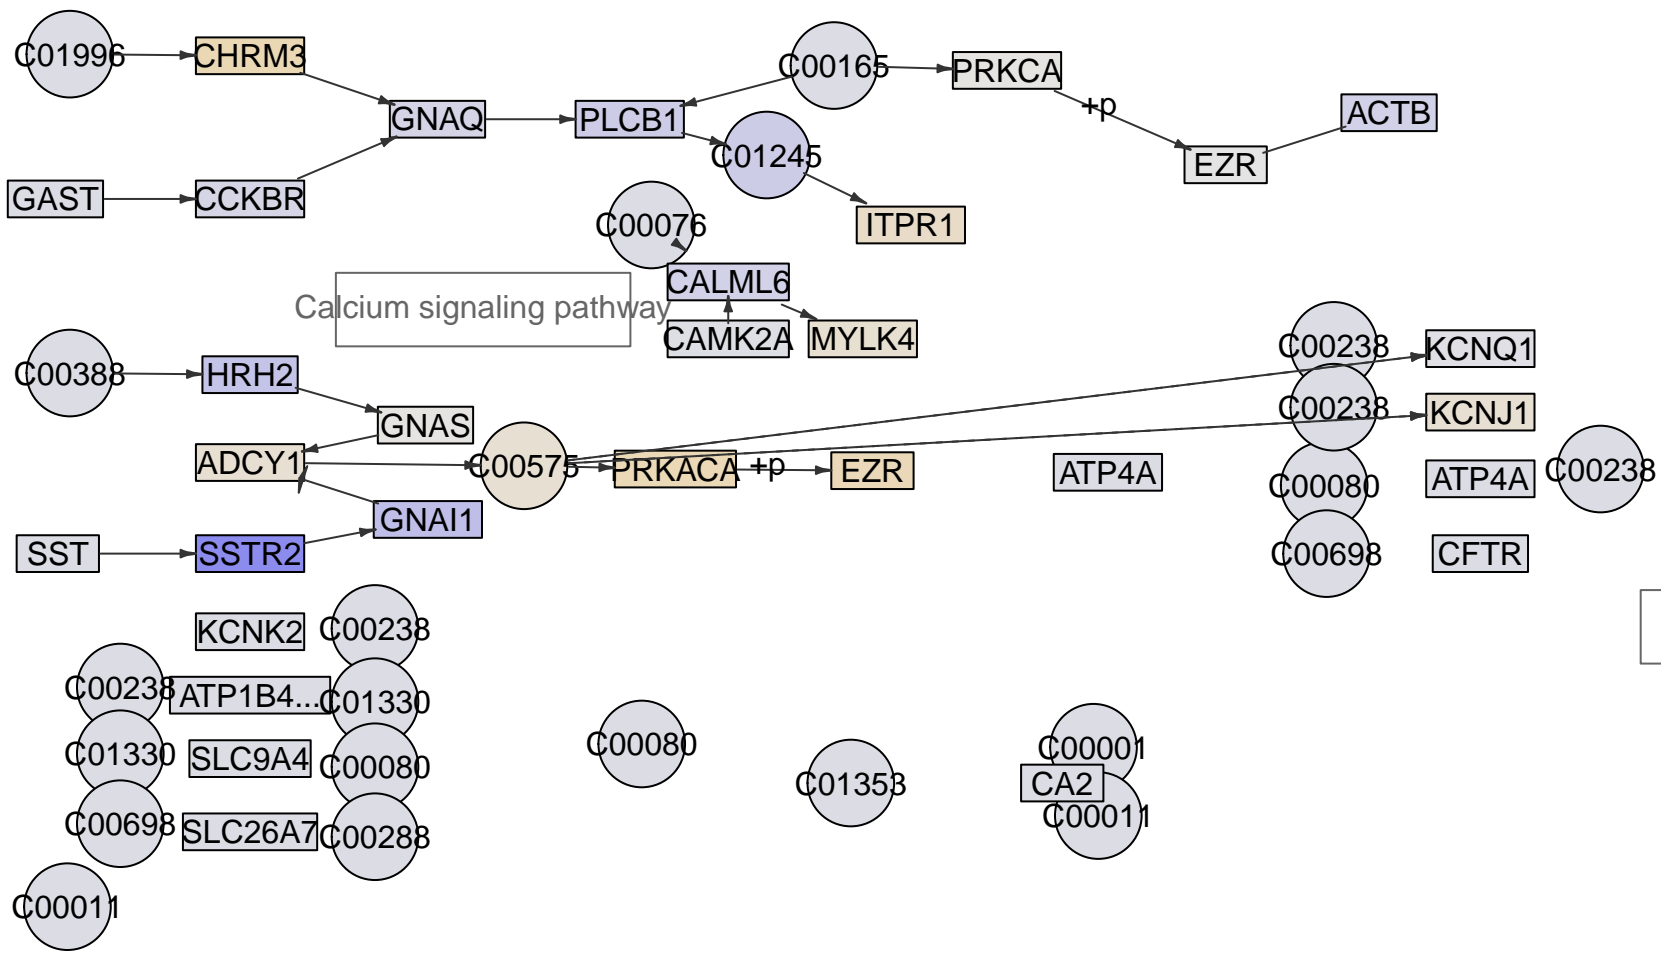 C01996
CHRM3
C00165
PRKCA
+p
ACTB
GNAQ
PLCB1
C01245
EZR
GAST
CCKBR
C00076
ITPR1
CALML6
Calcium signaling pathway
CAMK2A
MYLK4
C00238
KCNQ1
C00388
HRH2
C00238
KCNJ1
GNAS
ADCY1
C00575
PRKACA
+p
EZR
ATP4A
C00080
ATP4A
C00238
GNAI1
SST
SSTR2
C00698
CFTR
KCNK2
C00238
C00238
ATP1B4...
C01330
C01330
SLC9A4
C00080
C00080
C01353
C00001
CA2
C00011
C00698
SLC26A7
C00288
C00011